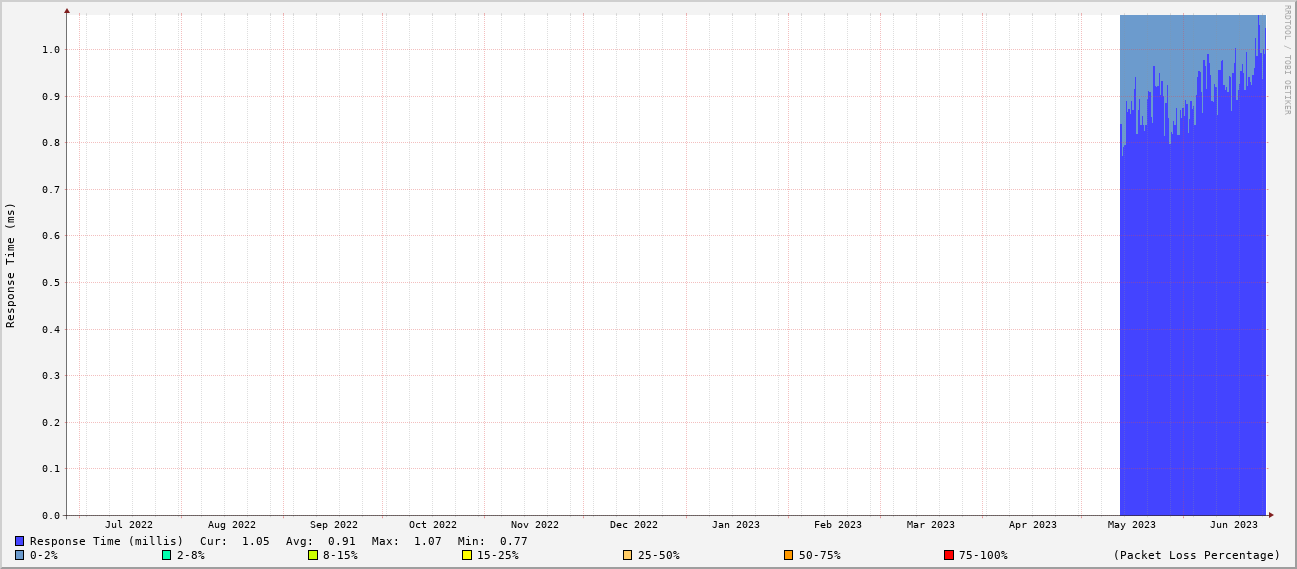 RRDTOOL / TOBI OETIKER
Response Time (ms)
1.0
0.9
0.8
0.7
0.6
0.5
0.4
0.3
0.2
0.1
0.0
Jul 2022 Aug 2022 Sep 2022 Oct 2022 Nov 2022 Dec 2022 Jan 2023 Feb 2023 Mar 2023 Apr 2023 May 2023 Jun 2023
Response Time (millis) Cur: 1.05 Avg: 0.91 Max: 1.07 Min: 0.77
0-2% 2-8% 8-15% 15-25% 25-50% 50-75% 75-100% (Packet Loss Percentage)